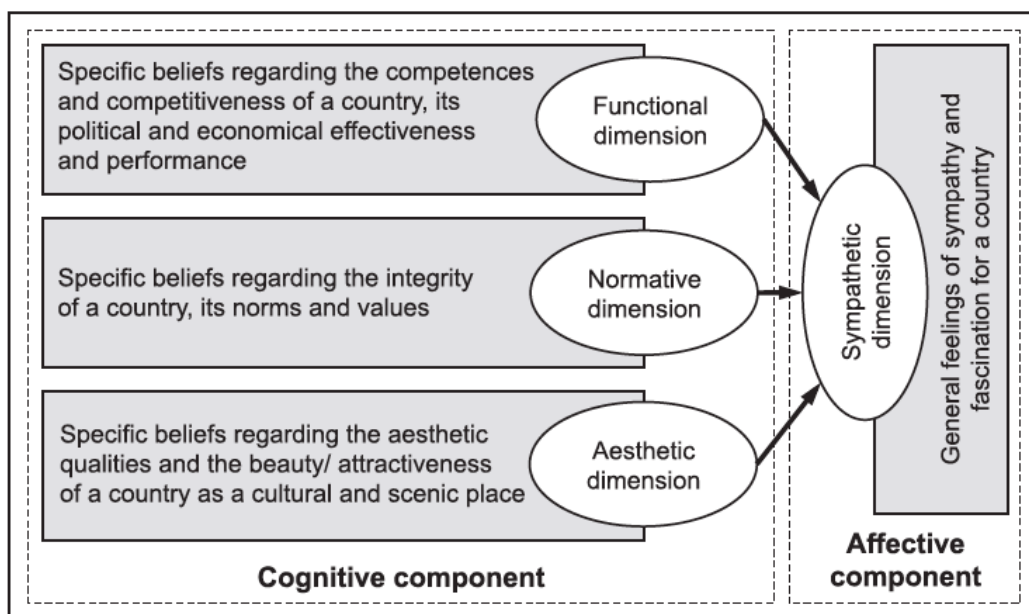 Specific beliefs regarding the competences
and competitiveness of a country, its
political and economical effectiveness
and performance
Functional
dimension
Specific beliefs regarding the integrity
of a country, its norms and values
Normative
dimension
Specific beliefs regarding the aesthetic
qualities and the beauty/ attractiveness
of a country as a cultural and scenic place
Aesthetic
dimension
Cognitive component
Sympathetic
dimension
General feelings of sympathy and
fascination for a country
Affective
component